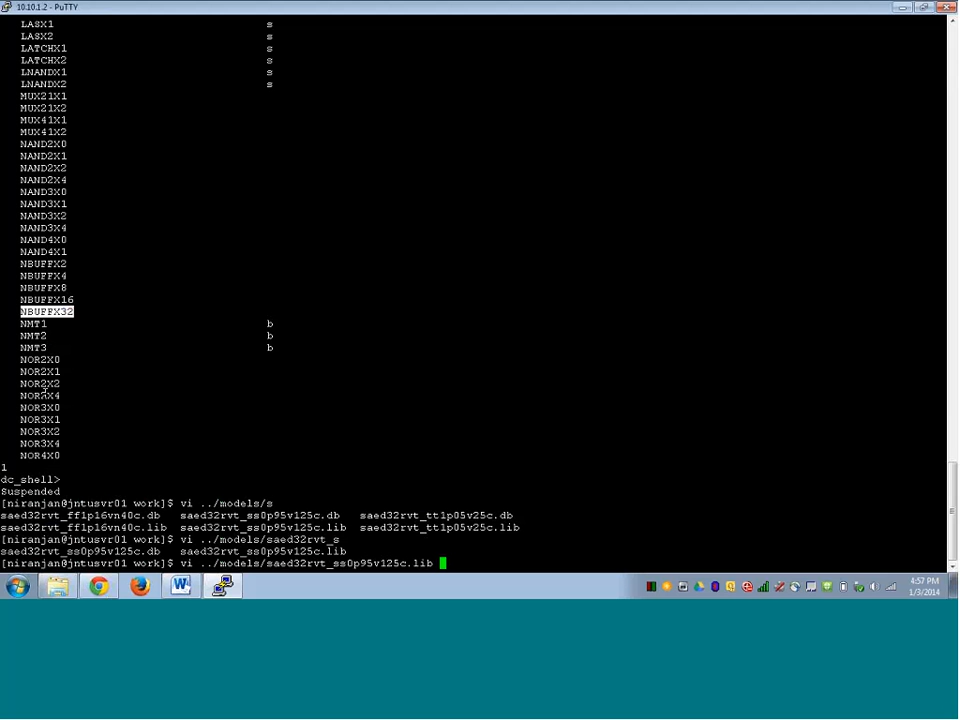 10.10.1.2 - PuTTY
LASX1 s
LASX2 s
LATCHX1 s
LATCHX2 s
LNANDX1 s
LNANDX2 s
MUX21X1
MUX21X2
MUX41X1
MUX41X2
NAND2X0
NAND2X1
NAND2X2
NAND2X4
NAND3X0
NAND3X1
NAND3X2
NAND3X4
NAND4X0
NAND4X1
NBUFFX2
NBUFFX4
NBUFFX8
NBUFFX16
NBUFFX32
NMT1 b
NMT2 b
NMT3 b
NOR2X0
NOR2X1
NOR2X2
NOR2X4
NOR3X0
NOR3X1
NOR3X2
NOR3X4
NOR4X0
1
dc_shell>
Suspended
[niranjan@jntusvr01 work]$ vi ../models/s
saed32rvt_ff1p16vn40c.db saed32rvt_ss0p95v125c.db saed32rvt_tt1p05v25c.db
saed32rvt_ff1p16vn40c.lib saed32rvt_ss0p95v125c.lib saed32rvt_tt1p05v25c.lib
[niranjan@jntusvr01 work]$ vi ../models/saed32rvt_s
saed32rvt_ss0p95v125c.db saed32rvt_ss0p95v125c.lib
[niranjan@jntusvr01 work]$ vi ../models/saed32rvt_ss0p95v125c.lib
4:57 PM
1/3/2014